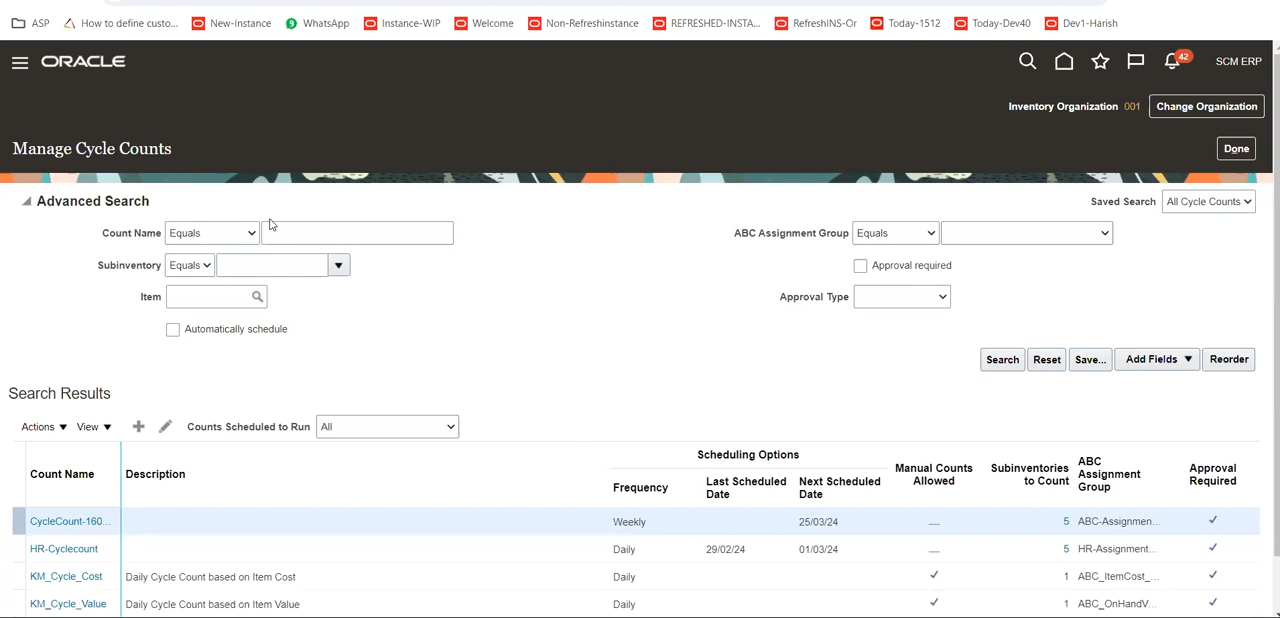 ASP How to define custo... New-Instance WhatsApp Instance-WIP Welcome Non-Refreshinstance REFRESHED-INSTA... RefreshINS-Or Today-1512 Today-Dev40 Dev1-Harish
ORACLE 42 SCM ERP
Inventory Organization 001 Change Organization
Manage Cycle Counts Done
Advanced Search Saved Search All Cycle Counts
Count Name Equals ABC Assignment Group Equals
Subinventory Equals Approval required
Item Approval Type
Automatically schedule
Search Reset Save... Add Fields Reorder
Search Results
Actions View Counts Scheduled to Run All
Count Name Description Scheduling Options Manual Counts Allowed Subinventories to Count ABC Assignment Group Approval Required
Frequency Last Scheduled Date Next Scheduled Date
CycleCount-160... Weekly 25/03/24 5 ABC-Assignmen...
HR-Cyclecount Daily 29/02/24 01/03/24 5 HR-Assignment...
KM_Cycle_Cost Daily Cycle Count based on Item Cost Daily 1 ABC_ItemCost_...
KM_Cycle_Value Daily Cycle Count based on Item Value Daily 1 ABC_OnHandV...